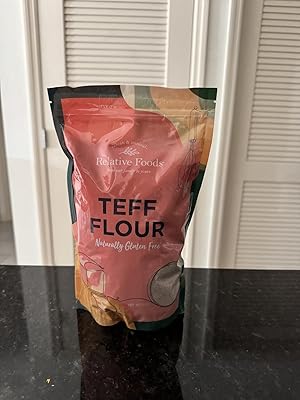 Relative Foods
TEFF
FLOUR
Naturally Gluten Free